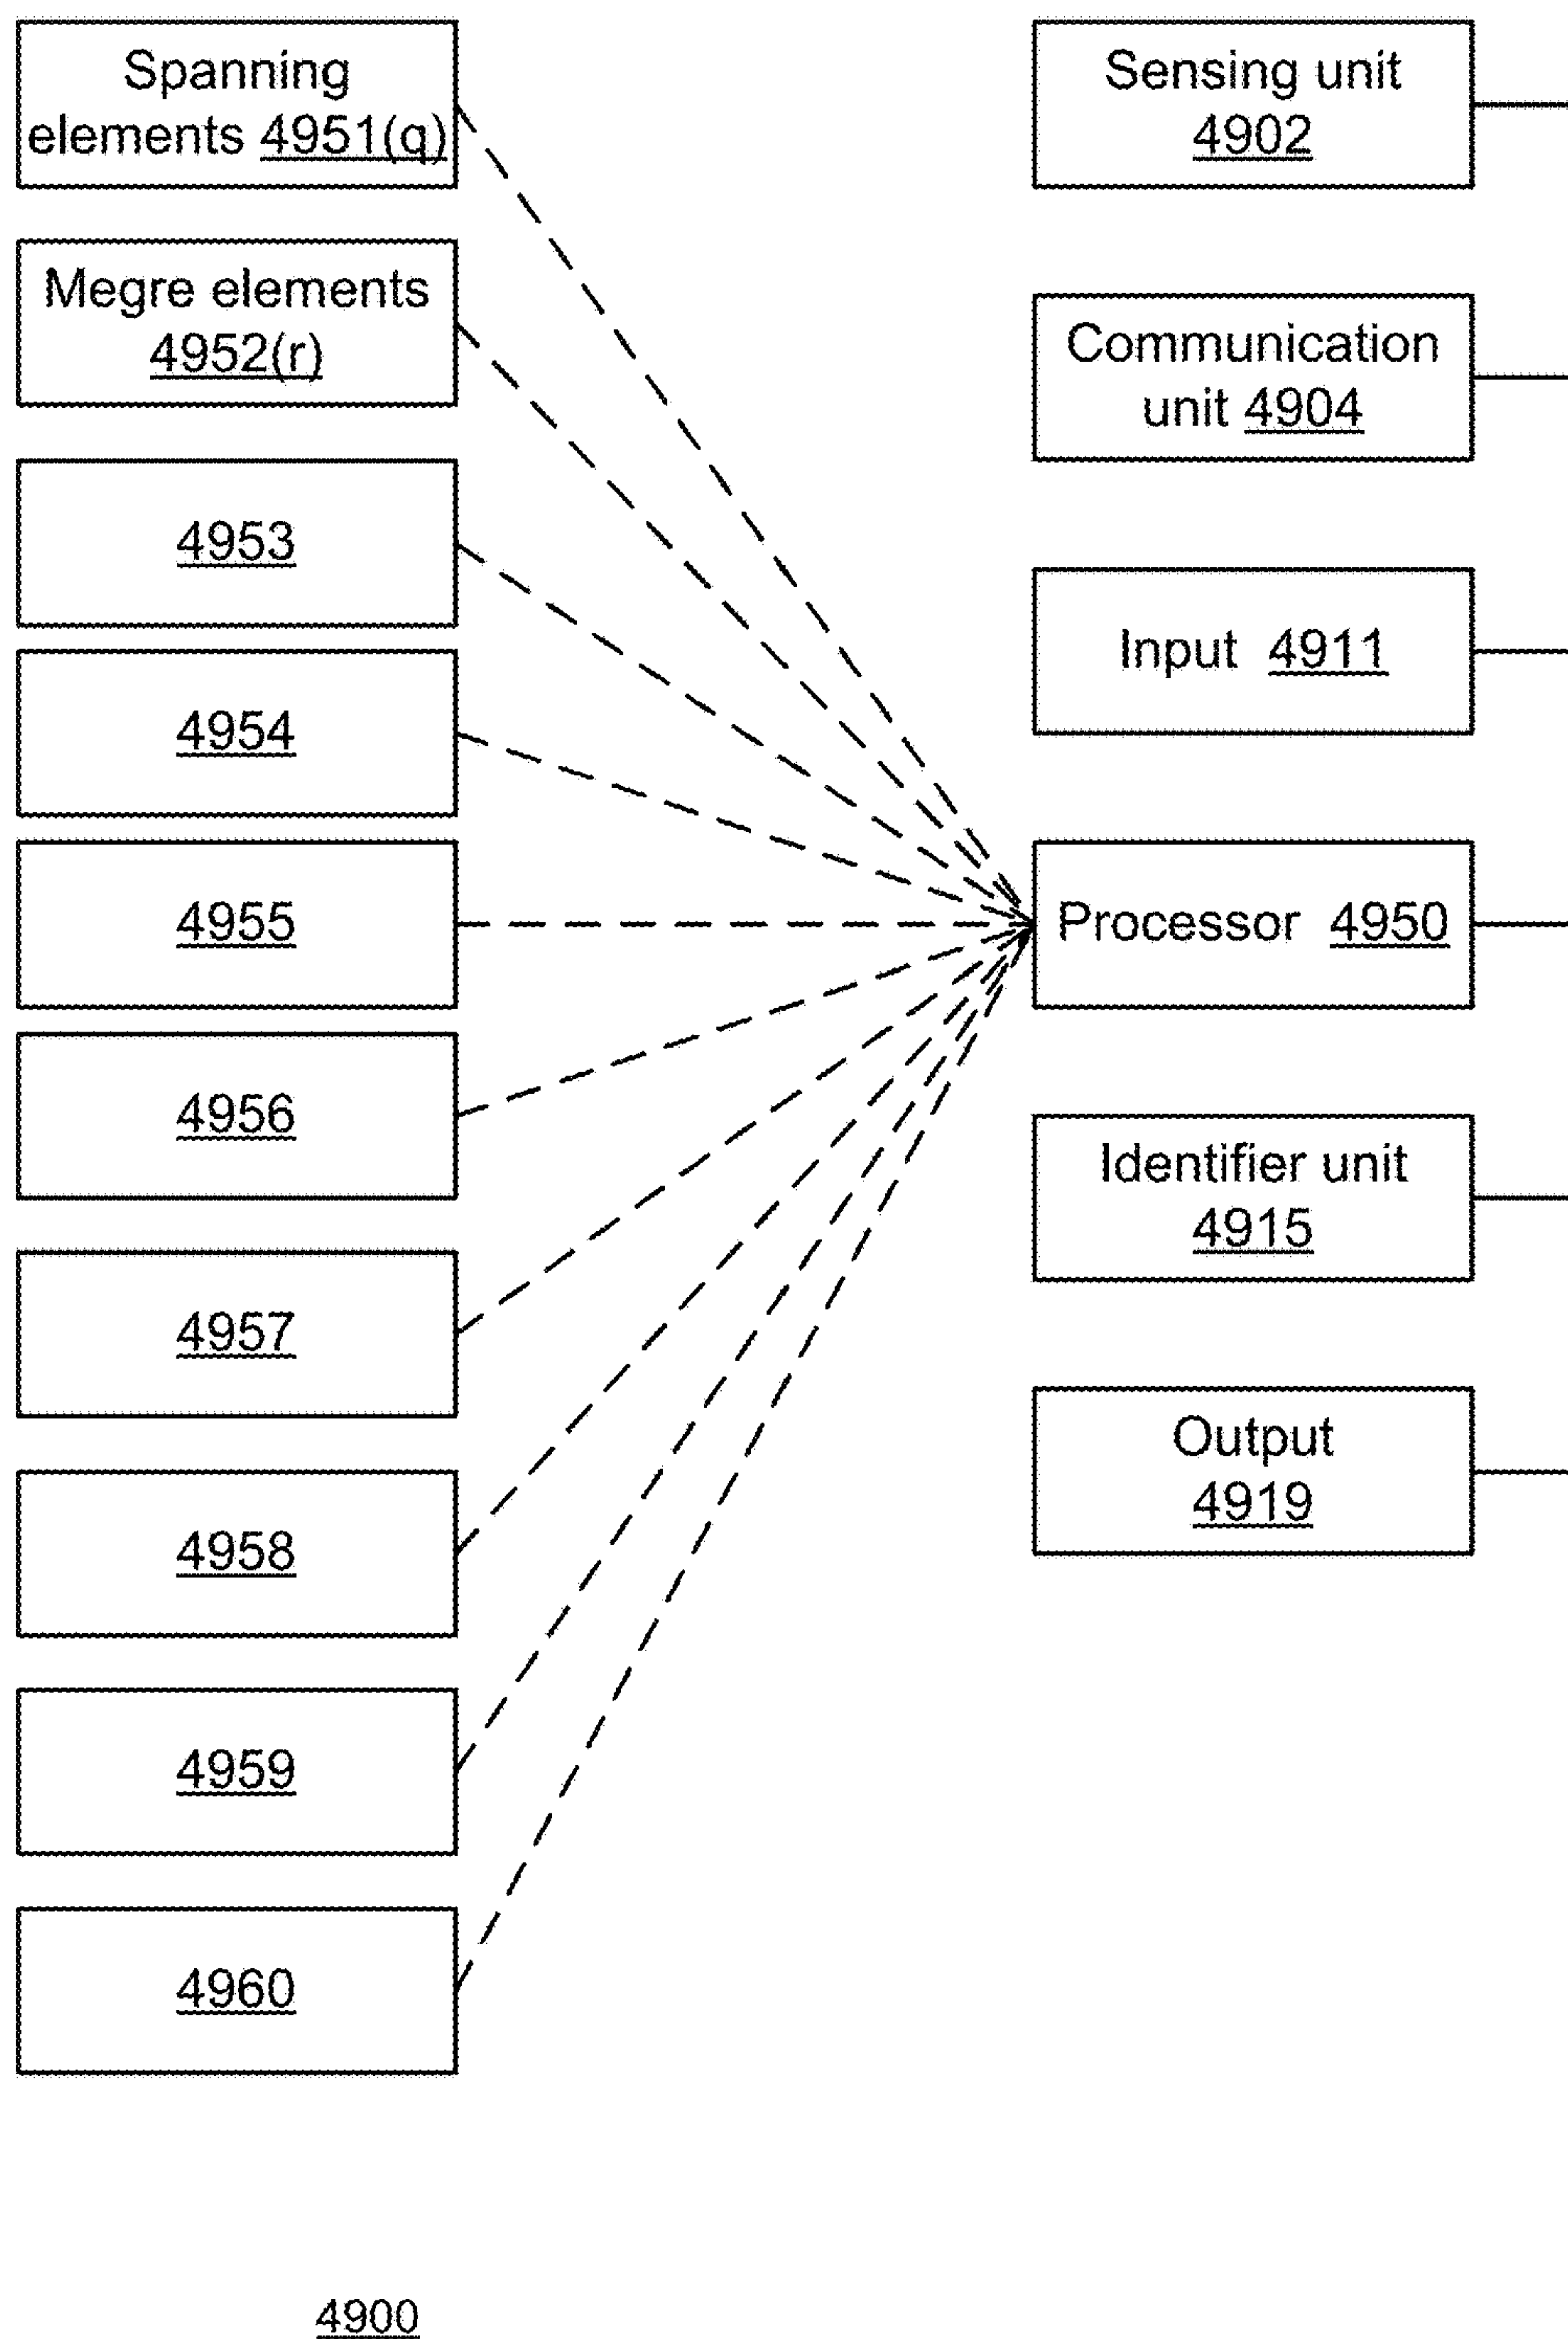 Spanning
elements 4951(q)
Megre elements
4952(r)
4953
4954
4955
4956
4957
4958
4959
4960
Sensing unit
4902
Communication
unit 4904
Input 4911
Processor 4950
Identifier unit
4915
Output
4919
4900